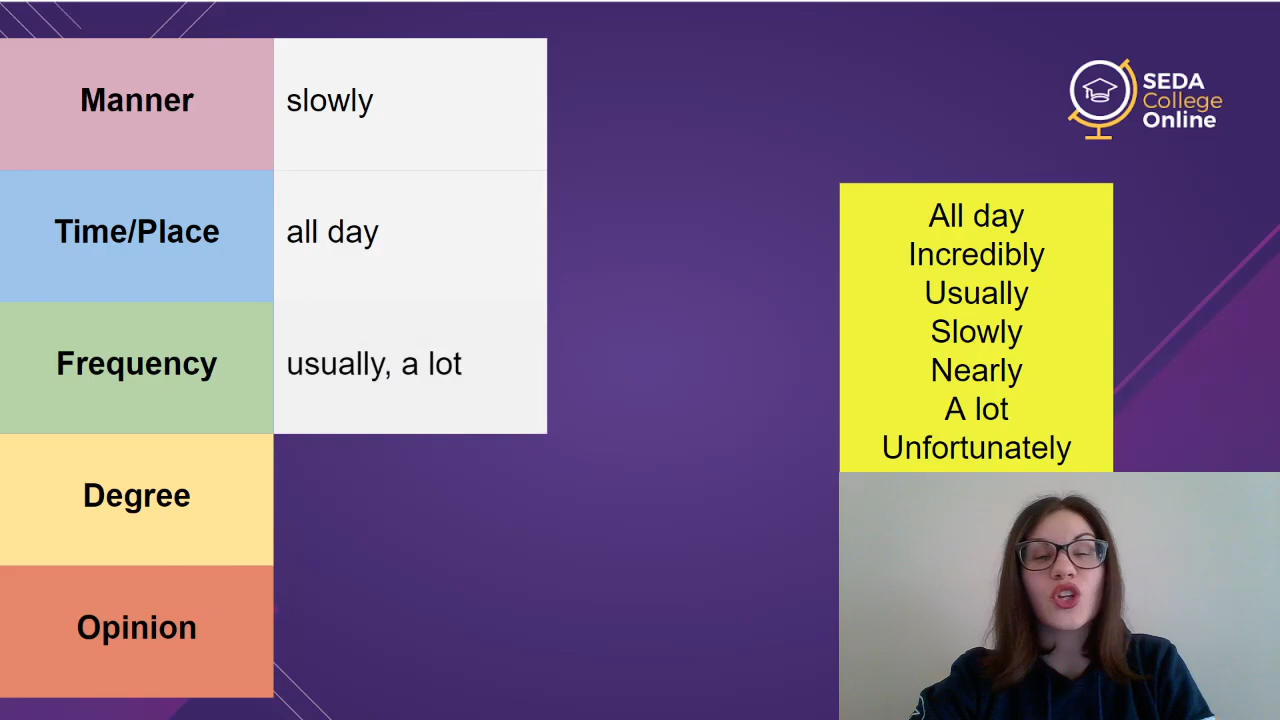 Manner
slowly
Time/Place
all day
Frequency
usually, a lot
Degree
Opinion
SEDA
College
Online
All day
Incredibly
Usually
Slowly
Nearly
A lot
Unfortunately